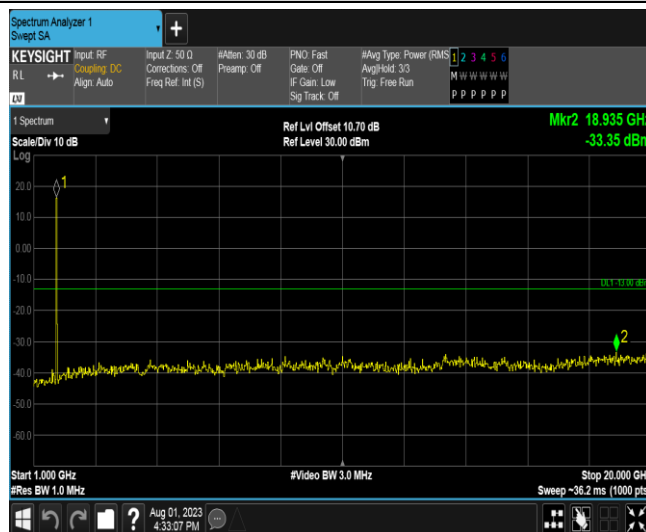 Spectrum Analyzer 1
Swept SA
+
KEYSIGHT
RL
LXI
Input: RF
Coupling: DC
Align: Auto
Input Z: 50 Ω
Corrections: Off
Freq Ref: Int (S)
#Atten: 30 dB
Preamp: Off
PNO: Fast
Gate: Off
IF Gain: Low
Sig Track: Off
#Avg Type: Power (RMS
Avg|Hold: 3/3
Trig: Free Run
1 2 3 4 5 6
M W W W W W
P P P P P P
1 Spectrum
Scale/Div 10 dB
Log
Ref Lvl Offset 10.70 dB
Ref Level 30.00 dBm
Mkr2 18.935 GHz
-33.35 dBm
1
20.0
10.0
0.00
-10.0
DL1 -13.00 dBm
-20.0
-30.0
2
-40.0
-50.0
-60.0
Start 1.000 GHz
#Res BW 1.0 MHz
#Video BW 3.0 MHz
Stop 20.000 GH
Sweep ~36.2 ms (1000 pts
?
Aug 01, 2023
4:33:07 PM